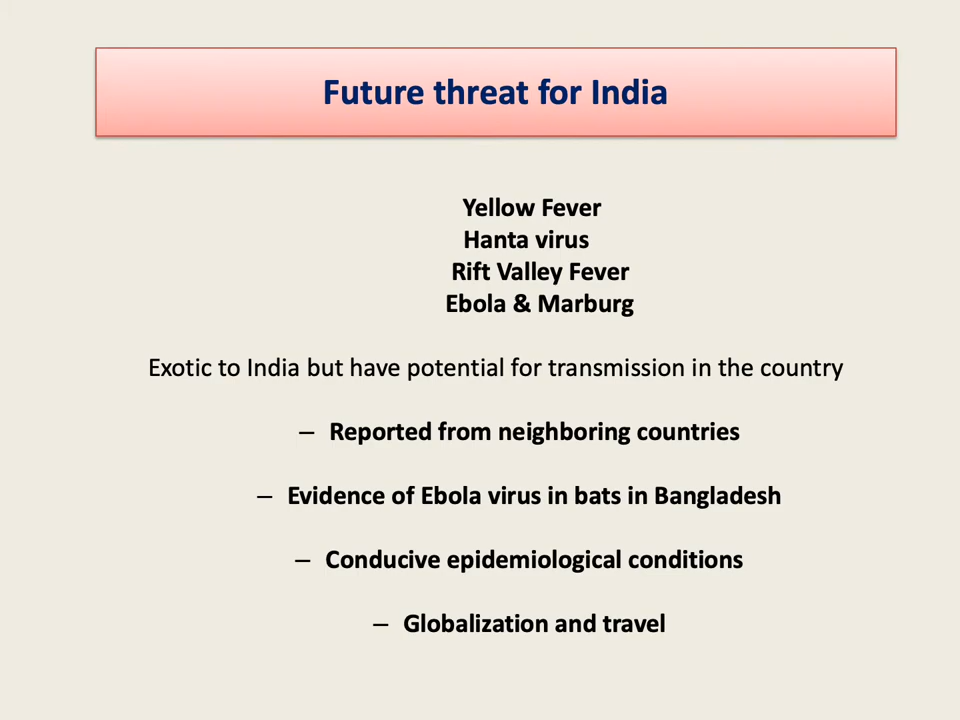 Future threat for India
Yellow Fever
Hanta virus
Rift Valley Fever
Ebola & Marburg
Exotic to India but have potential for transmission in the country
– Reported from neighboring countries
– Evidence of Ebola virus in bats in Bangladesh
– Conducive epidemiological conditions
– Globalization and travel